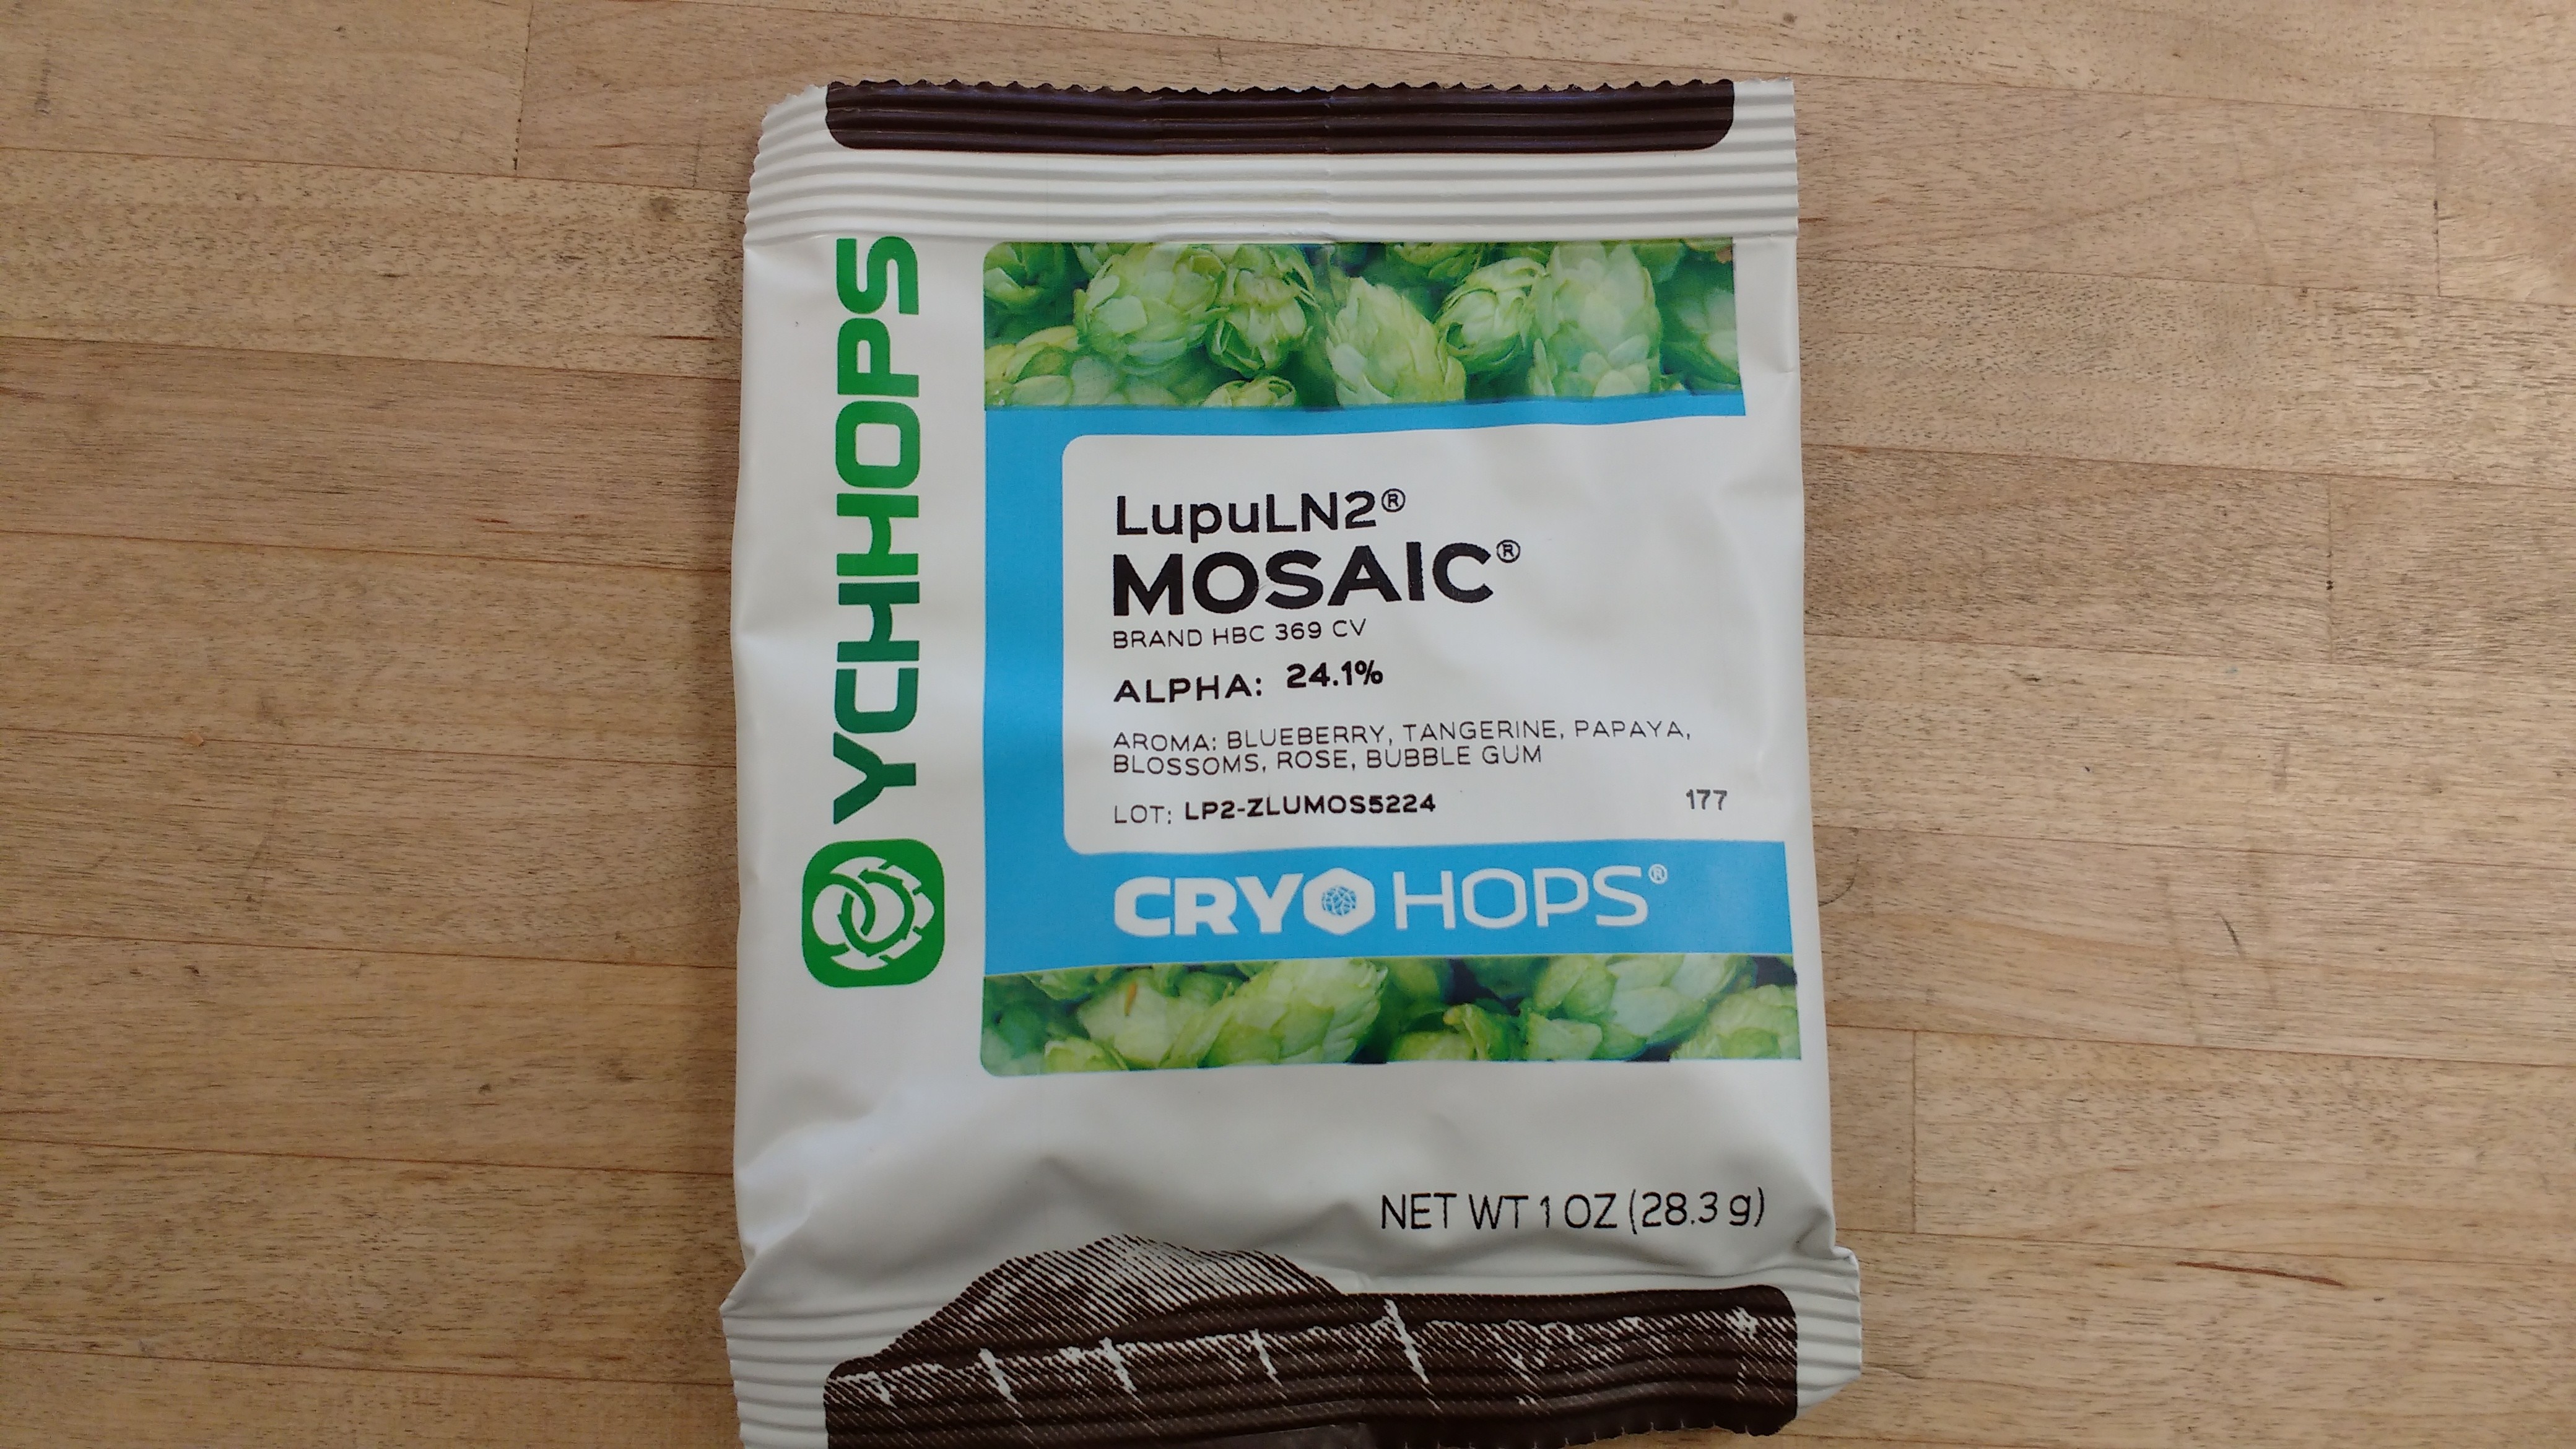 YCHHOPS
LupuLN2®
MOSAIC®
BRAND HBC 369 CV
ALPHA: 24.1%
AROMA: BLUEBERRY, TANGERINE, PAPAYA,
BLOSSOMS, ROSE, BUBBLE GUM
LOT: LP2-ZLUMOS5224 177
CRYO HOPS®
NET WT 1 OZ (28.3 g)